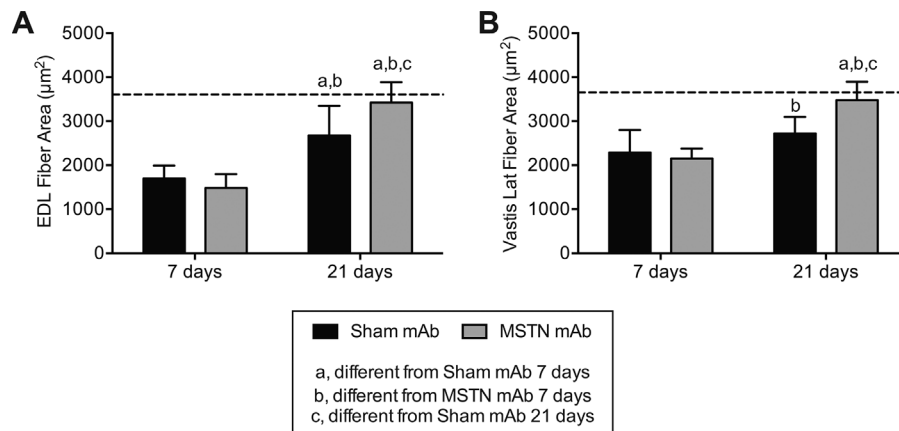 A
EDL Fiber Area (µm²)
5000
4000
3000
2000
1000
0
a,b
a,b,c
7 days
21 days
B
Vastis Lat Fiber Area (µm²)
5000
4000
3000
2000
1000
0
b
a,b,c
7 days
21 days
Sham mAb MSTN mAb
a, different from Sham mAb 7 days
b, different from MSTN mAb 7 days
c, different from Sham mAb 21 days